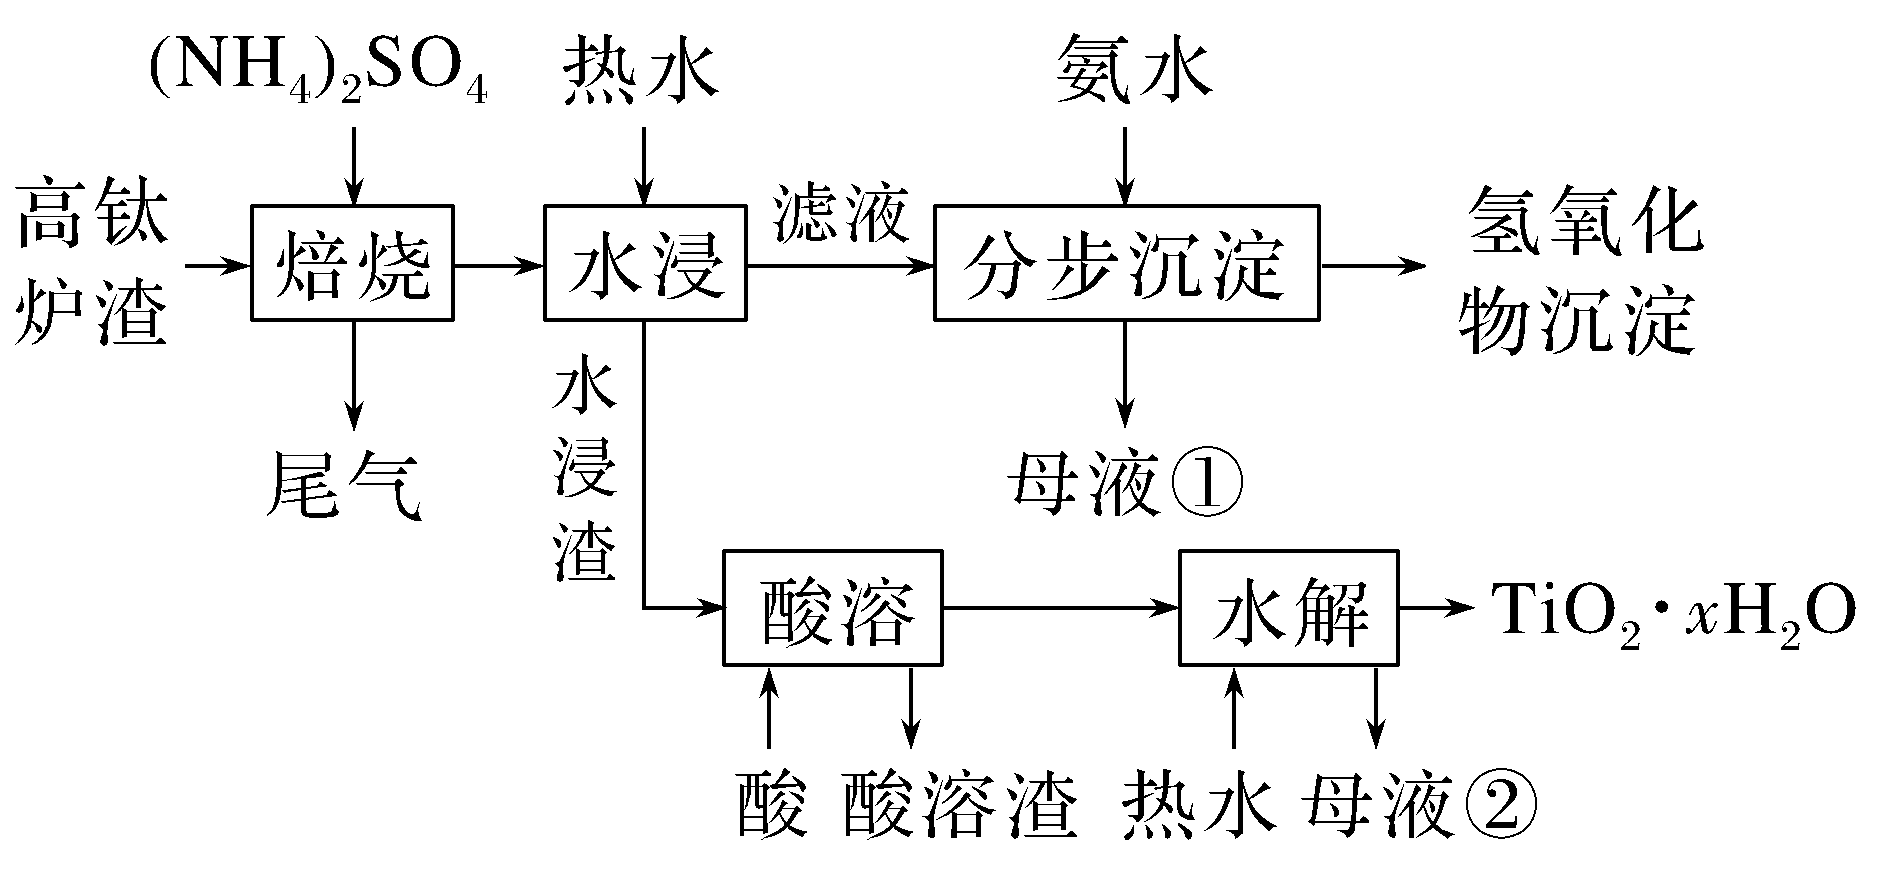 (NH₄)₂SO₄
热水
氨水
高钛
炉渣
焙烧
水浸
滤液
分步沉淀
氢氧化
物沉淀
尾气
水浸渣
母液①
酸溶
水解
TiO₂·xH₂O
酸
酸溶渣
热水
母液②